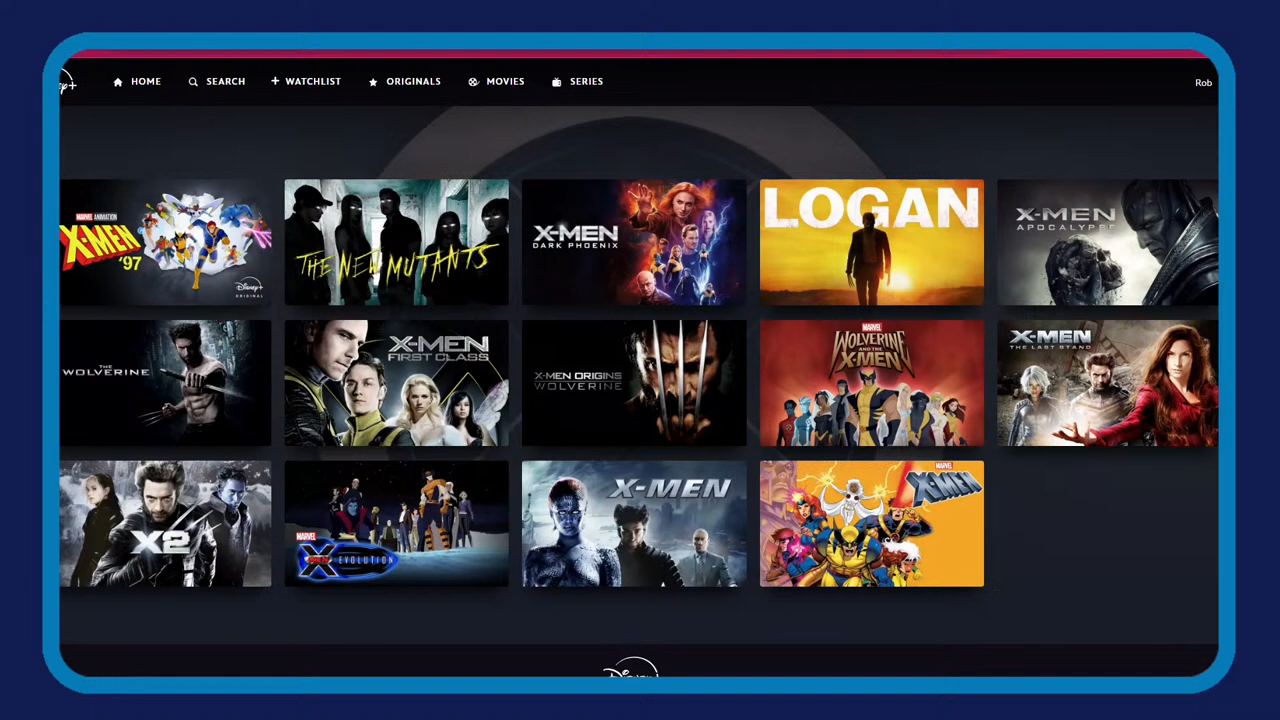 HOME
SEARCH
+ WATCHLIST
ORIGINALS
MOVIES
SERIES
Rob
MARVEL ANIMATION
X-MEN
'97
Disney+
ORIGINAL
THE NEW MUTANTS
X-MEN
DARK PHOENIX
LOGAN
X-MEN
APOCALYPSE
THE
WOLVERINE
X-MEN
FIRST CLASS
X-MEN ORIGINS
WOLVERINE
MARVEL
WOLVERINE
AND THE
X-MEN
X-MEN
THE LAST STAND
X2
MARVEL
X-MEN EVOLUTION
X-MEN
MARVEL
X-MEN